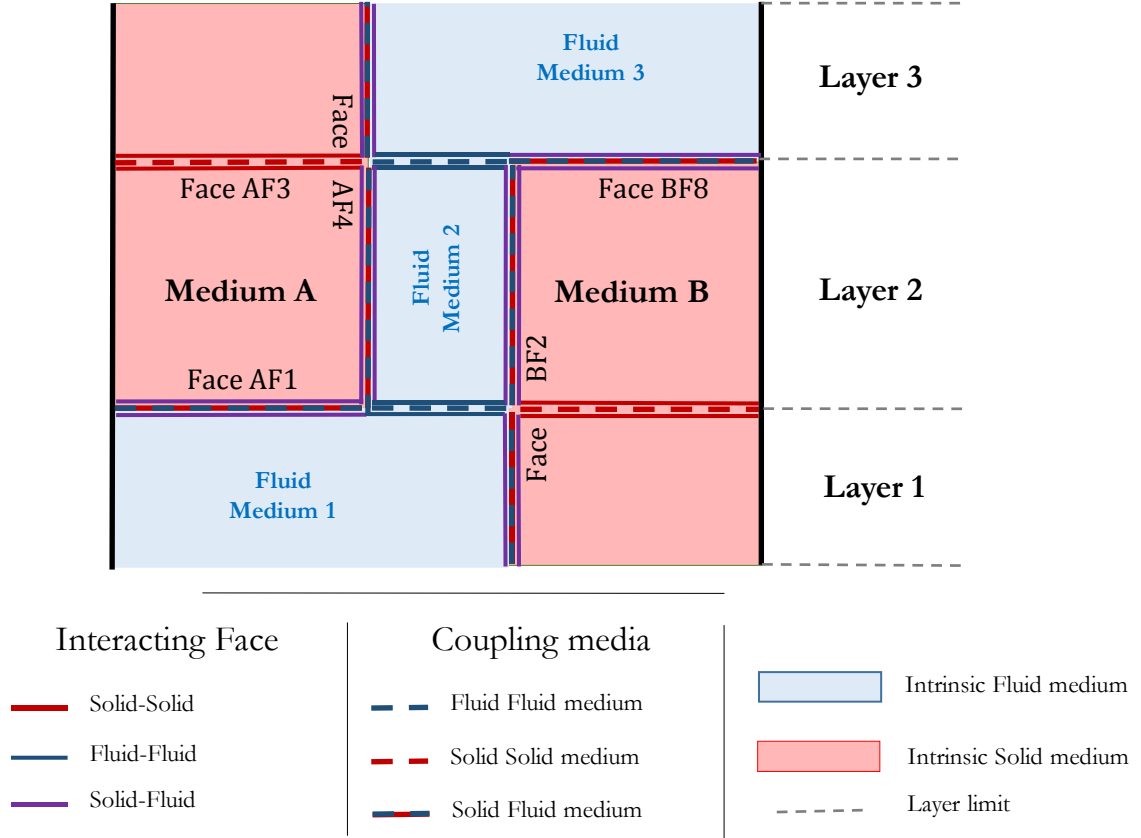 Fluid
Medium 3
Layer 3
Face
Face AF3
AF4
Face BF8
Fluid
Medium 2
Medium A
Medium B
Layer 2
BF2
Face AF1
Face
Fluid
Medium 1
Layer 1
Interacting Face
Coupling media
Solid-Solid
Fluid-Fluid
Solid-Fluid
Fluid Fluid medium
Solid Solid medium
Solid Fluid medium
Intrinsic Fluid medium
Intrinsic Solid medium
Layer limit